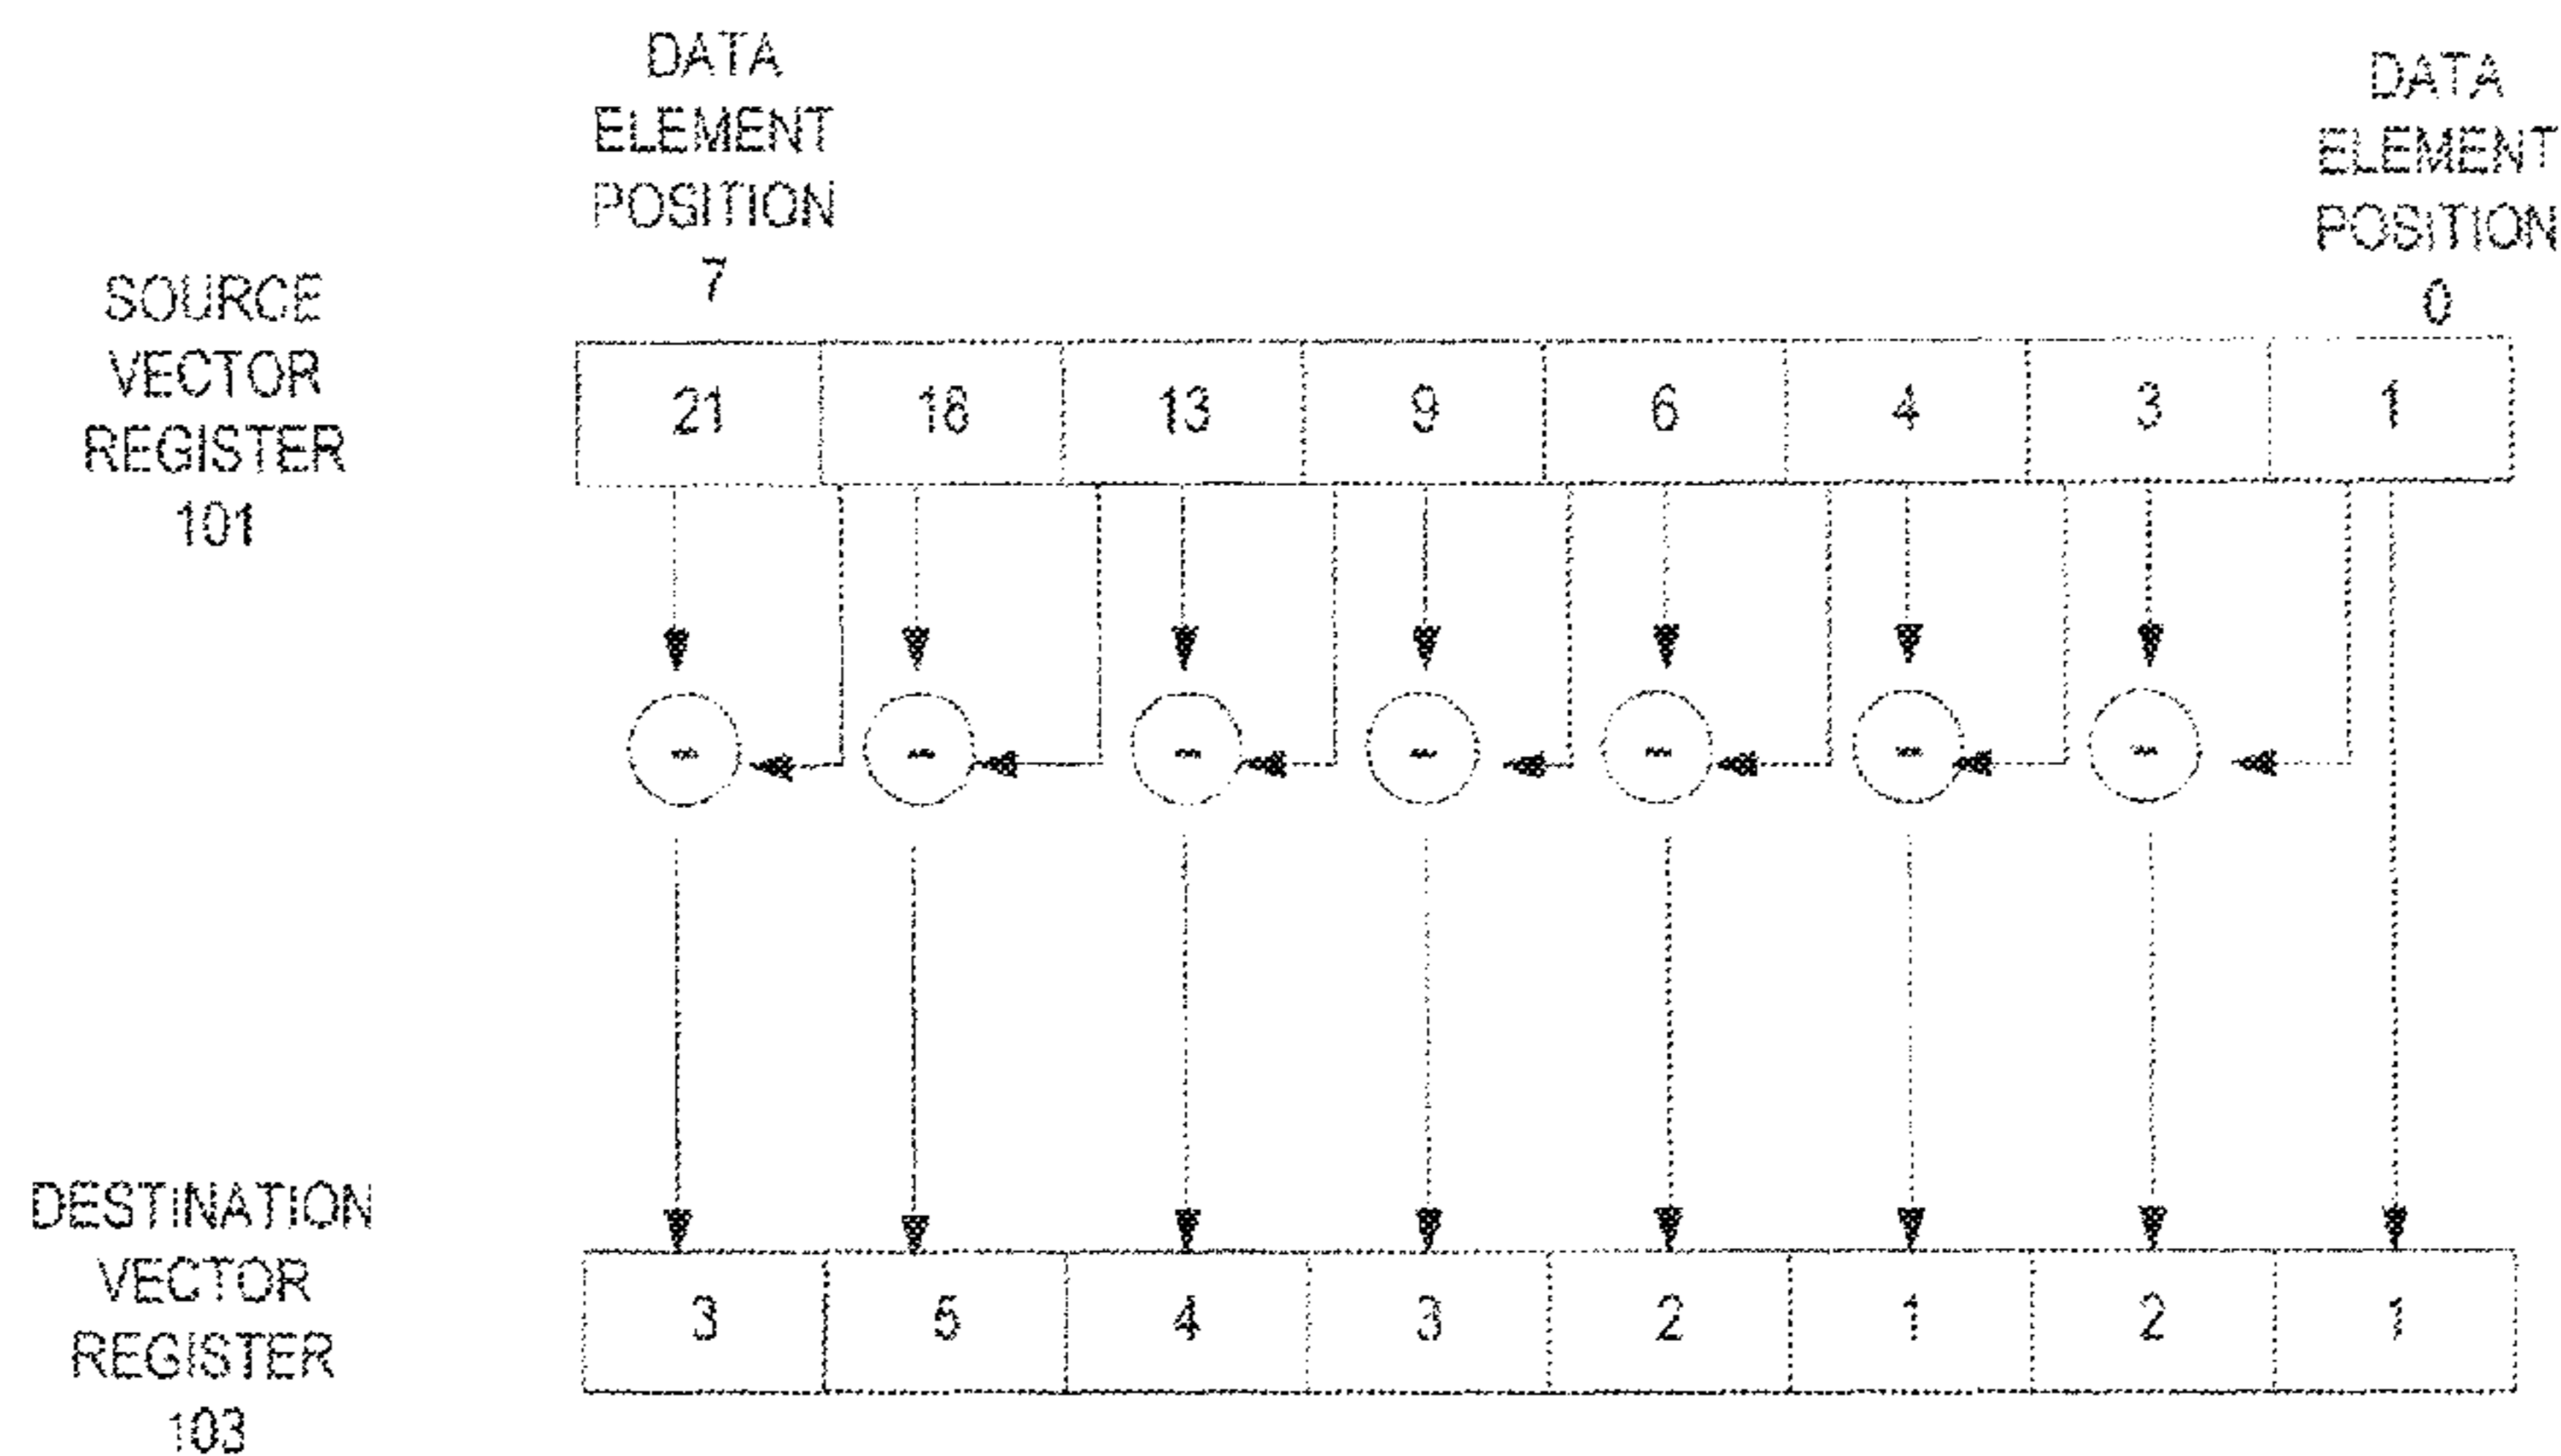 DATA
ELEMENT
POSITION
7
DATA
ELEMENT
POSITION
0
SOURCE
VECTOR
REGISTER
101
21 18 13 9 6 4 3 1
- - - - - - -
DESTINATION
VECTOR
REGISTER
103
3 5 4 3 2 1 2 1